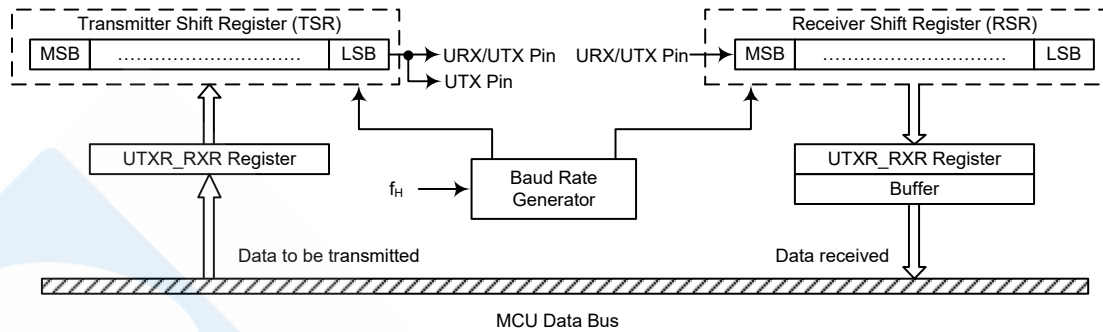 Transmitter Shift Register (TSR)
MSB ………………………… LSB
URX/UTX Pin
UTX Pin
Receiver Shift Register (RSR)
URX/UTX Pin
MSB ………………………… LSB
UTXR_RXR Register
Baud Rate
Generator
fH
UTXR_RXR Register
Buffer
Data to be transmitted
Data received
MCU Data Bus